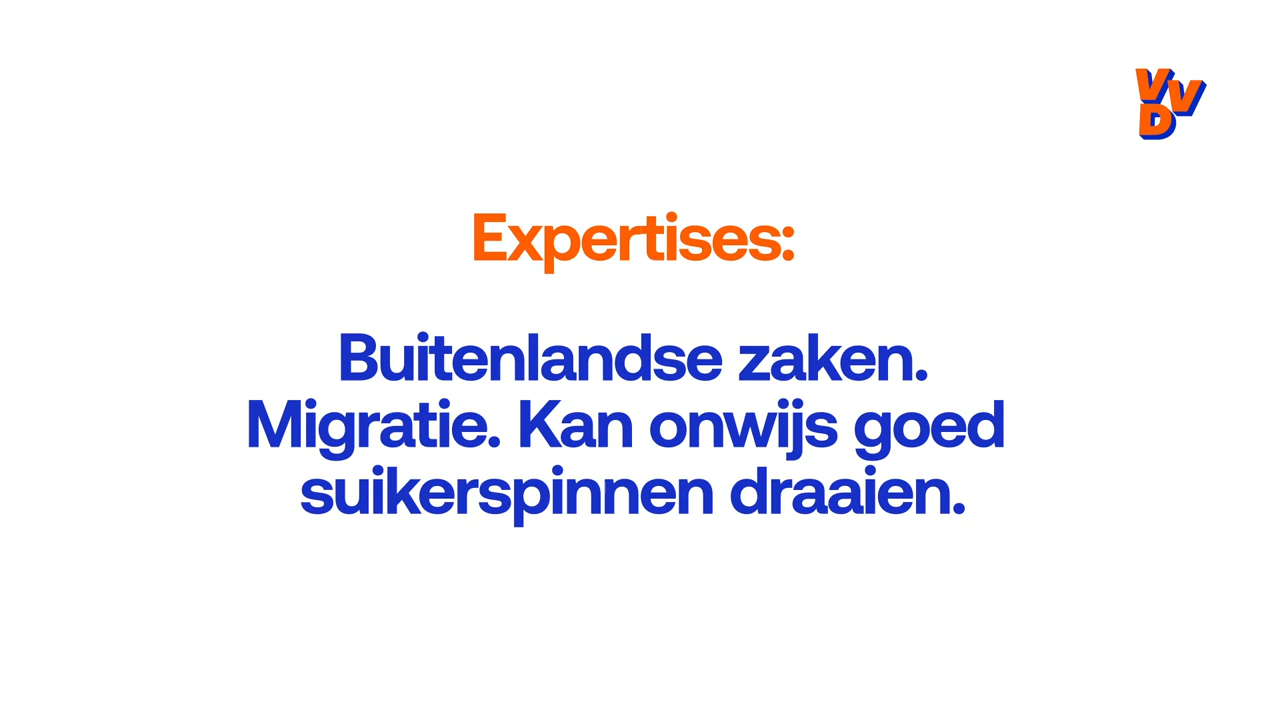 VVD
Expertises:
Buitenlandse zaken.
Migratie. Kan onwijs goed
suikerspinnen draaien.